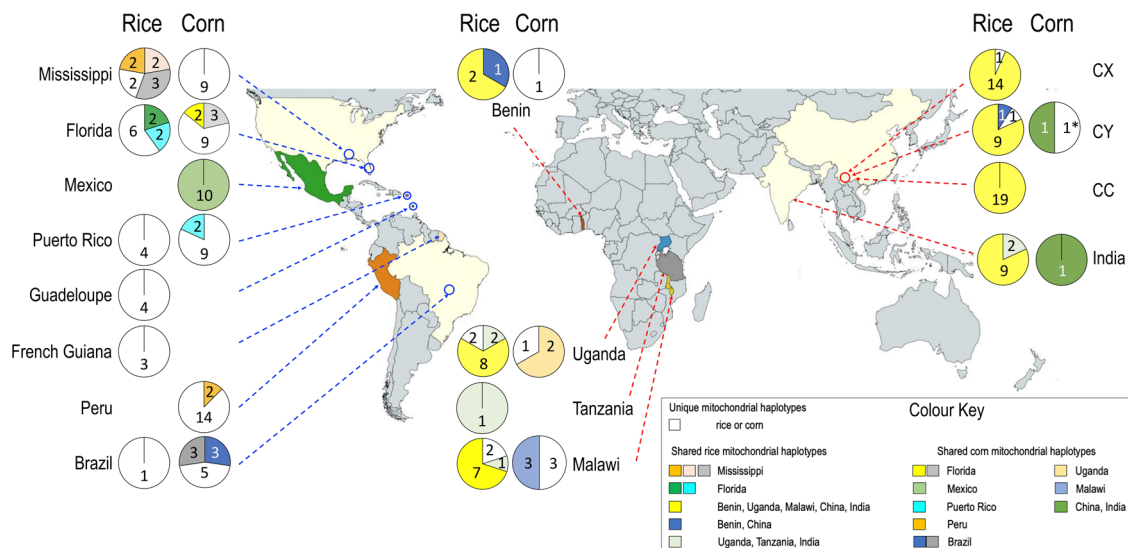 Rice Corn
Rice Corn
Mississippi
2 2
2 3
9
2 1
1
Benin
1
14
CX
Florida
2
6 2
2 3
9
1 1
9
1 1*
CY
Mexico
10
19
CC
Puerto Rico
4
2
9
2
9
1
India
Guadeloupe
4
French Guiana
3
2 2
8
1 2
Uganda
Peru
2
14
1
Tanzania
Brazil
1
3 3
5
2
1
7
3 3
Malawi
Unique mitochondrial haplotypes
rice or corn
Colour Key
Shared rice mitochondrial haplotypes
Mississippi
Florida
Benin, Uganda, Malawi, China, India
Benin, China
Uganda, Tanzania, India
Shared corn mitochondrial haplotypes
Florida
Mexico
Puerto Rico
Peru
Brazil
Uganda
Malawi
China, India